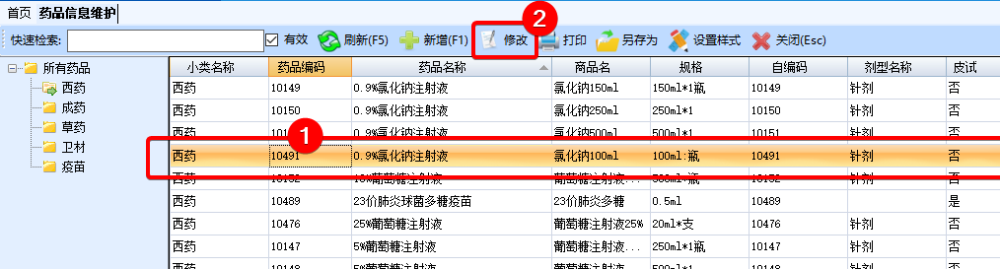 首页 药品信息维护
2
快速检索: 有效 刷新(F5) 新增(F1) 修改 打印 另存为 设置样式 关闭(Esc)
所有药品
西药
成药
草药
卫材
疫苗
小类名称 药品编码 药品名称 商品名 规格 自编码 剂型名称 皮试
西药 10149 0.9%氯化钠注射液 氯化钠150ml 150ml*1瓶 10149 针剂 否
西药 10150 0.9%氯化钠注射液 氯化钠250ml 250ml*1 10150 针剂 否
1
西药 0.9%氯化钠注射液 氯化钠500ml 500ml*1 10151 针剂 否
西药 10491 0.9%氯化钠注射液 氯化钠100ml 100ml:瓶 10491 针剂 否
西药 10152 10%葡萄糖注射液 葡萄糖注射液... 500ml*瓶 10152 针剂 否
西药 10489 23价肺炎球菌多糖疫苗 23价肺炎多糖 0.5ml 10489 是
西药 10476 25%葡萄糖注射液 葡萄糖注射液25% 20ml*支 10476 针剂 否
西药 10147 5%葡萄糖注射液 葡萄糖注射液... 250ml*1瓶 10147 针剂 否
西药 10148 5%葡萄糖注射液 葡萄糖注射液... 500ml*1 10148 针剂 否